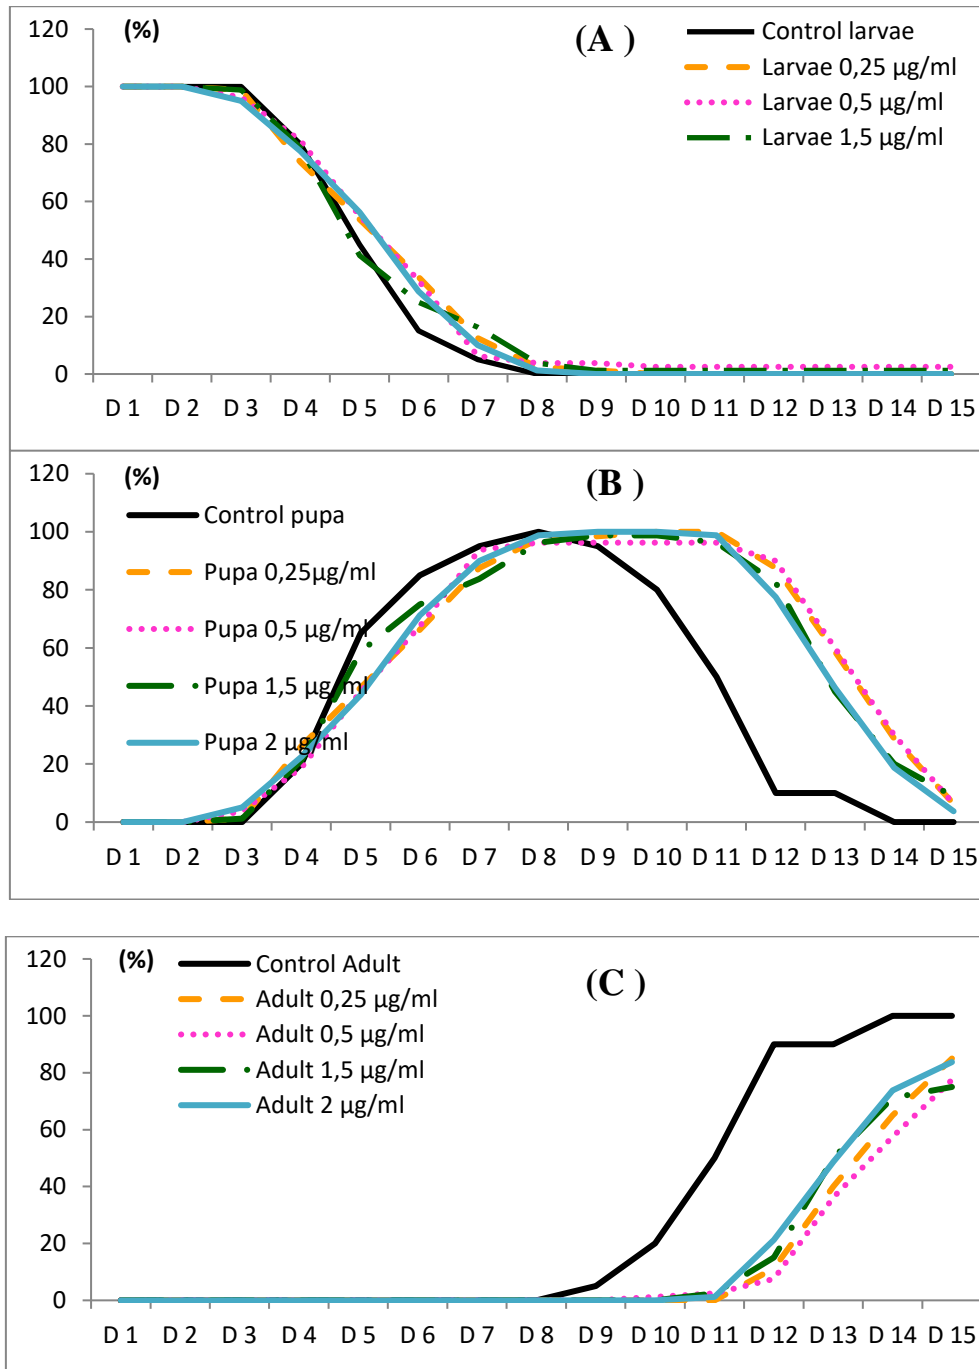 120
(%)
(A )
Control larvae
100
Larvae 0,25 µg/ml
Larvae 0,5 µg/ml
80
Larvae 1,5 µg/ml
60
40
20
0
D 1 D 2 D 3 D 4 D 5 D 6 D 7 D 8 D 9 D 10 D 11 D 12 D 13 D 14 D 15
120
(%)
(B )
Control pupa
100
Pupa 0,25µg/ml
80
Pupa 0,5 µg/ml
60
Pupa 1,5 µg/ml
40
Pupa 2 µg/ml
20
0
D 1 D 2 D 3 D 4 D 5 D 6 D 7 D 8 D 9 D 10 D 11 D 12 D 13 D 14 D 15
120
(%)
Control Adult
(C )
Adult 0,25 µg/ml
100
Adult 0,5 µg/ml
Adult 1,5 µg/ml
80
Adult 2 µg/ml
60
40
20
0
D 1 D 2 D 3 D 4 D 5 D 6 D 7 D 8 D 9 D 10 D 11 D 12 D 13 D 14 D 15